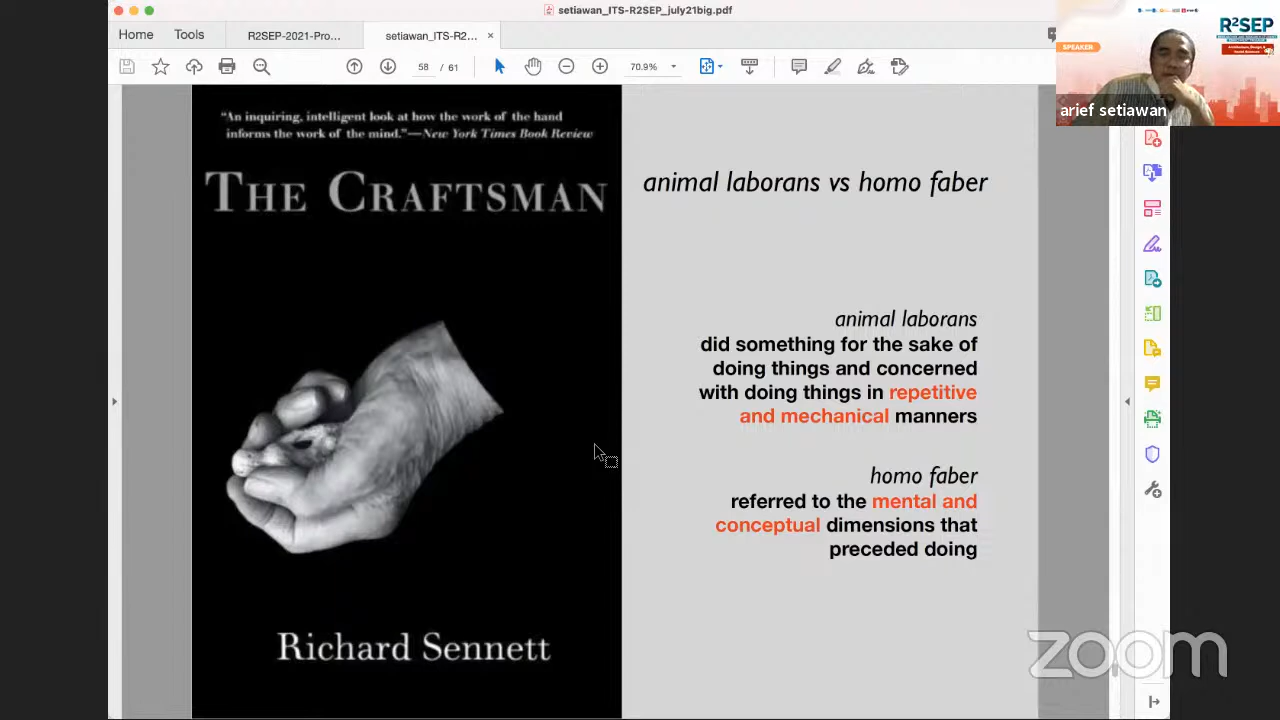 setiawan_ITS-R2SEP_july21big.pdf
Home
Tools
R2SEP-2021-Pro...
setiawan_ITS-R2...
58 / 61
70.9%
"An inquiring, intelligent look at how the work of the hand
informs the work of the mind."—New York Times Book Review
THE CRAFTSMAN
Richard Sennett
animal laborans vs homo faber
animal laborans
did something for the sake of
doing things and concerned
with doing things in repetitive
and mechanical manners
homo faber
referred to the mental and
conceptual dimensions that
preceded doing
R²SEP
SPEAKER
arief setiawan
zoom